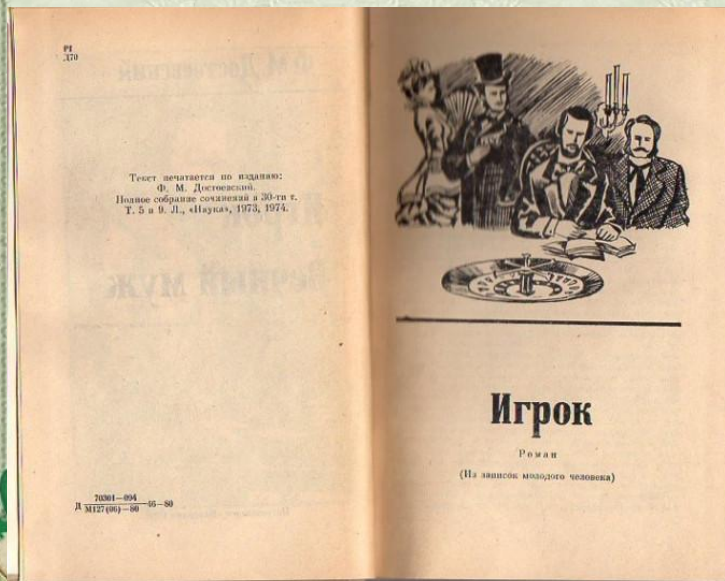 Р1
Д70
Текст печатается по изданию:
Ф. М. Достоевский.
Полное собрание сочинений в 30-ти т.
Т. 5 и 9. Л., «Наука», 1973, 1974.
Д 70301—094 46—80
М127(06)—80
Игрок
Роман
(Из записок молодого человека)